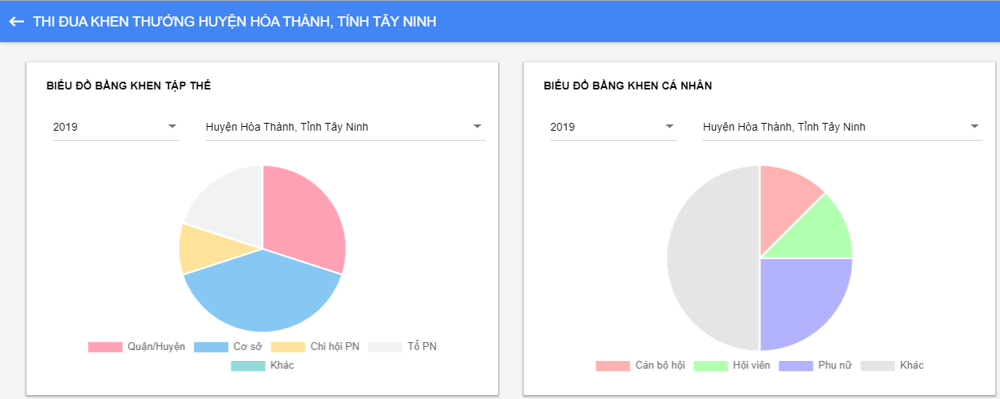 THI ĐUA KHEN THƯỞNG HUYỆN HÒA THÀNH, TỈNH TÂY NINH
BIỂU ĐỒ BẰNG KHEN TẬP THỂ
2019
Huyện Hòa Thành, Tỉnh Tây Ninh
Quận/Huyện
Cơ sở
Chi hội PN
Tổ PN
Khác
BIỂU ĐỒ BẰNG KHEN CÁ NHÂN
2019
Huyện Hòa Thành, Tỉnh Tây Ninh
Cán bộ hội
Hội viên
Phụ nữ
Khác